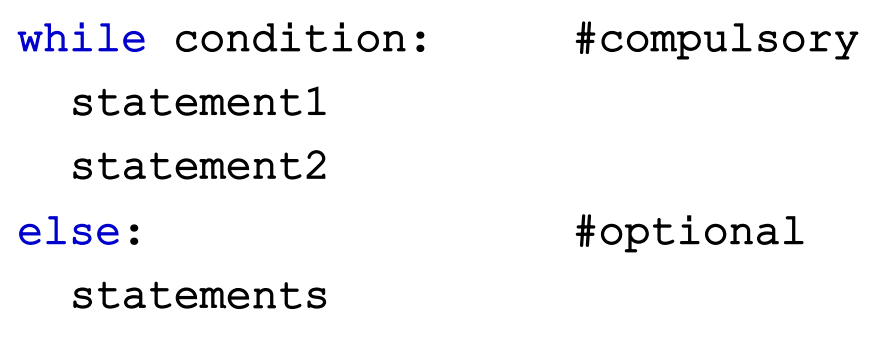 while condition:      #compulsory
  statement1
  statement2
else:                 #optional
  statements